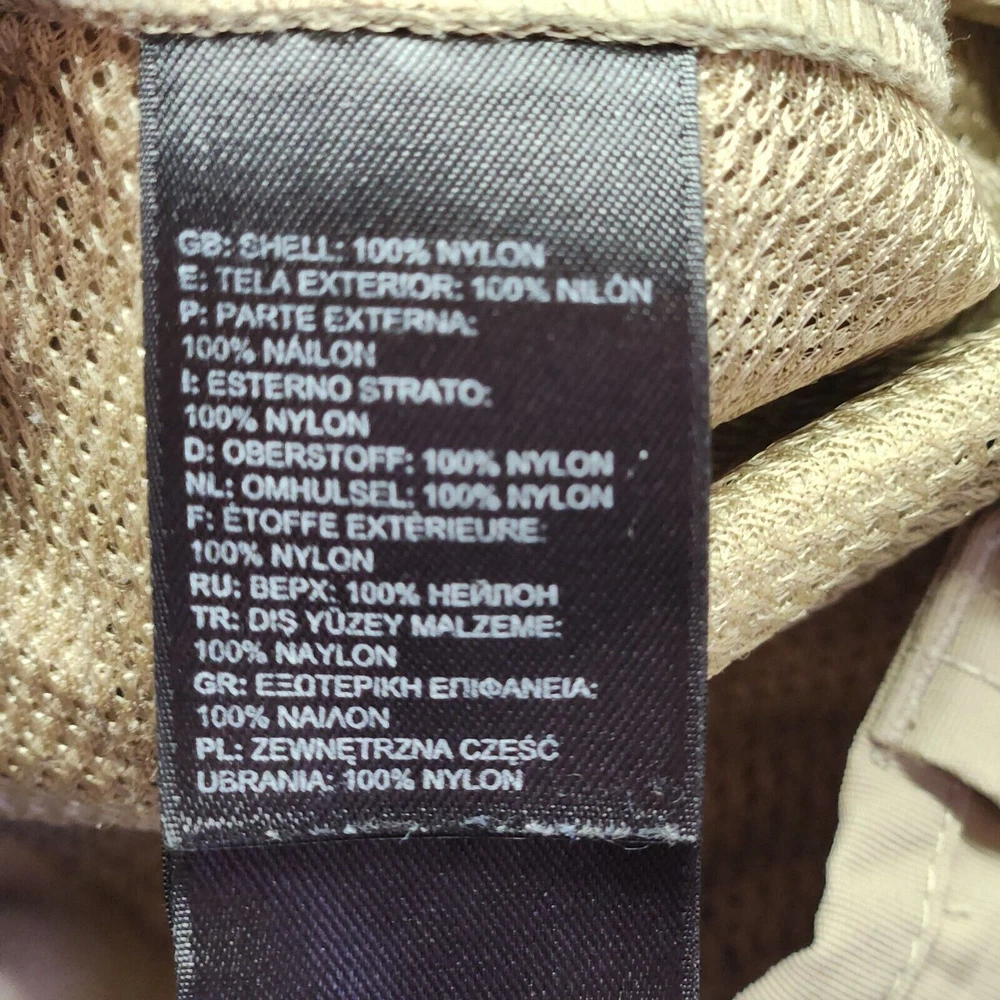 GB: SHELL: 100% NYLON
E: TELA EXTERIOR: 100% NILÓN
P: PARTE EXTERNA:
100% NÁILON
I: ESTERNO STRATO:
100% NYLON
D: OBERSTOFF: 100% NYLON
NL: OMHULSEL: 100% NYLON
F: ÉTOFFE EXTÉRIEURE:
100% NYLON
RU: ВЕРХ: 100% НЕЙЛОН
TR: DIŞ YÜZEY MALZEME:
100% NAYLON
GR: ΕΞΩΤΕΡΙΚΗ ΕΠΙΦΑΝΕΙΑ:
100% ΝΑΙΛΟΝ
PL: ZEWNĘTRZNA CZĘŚĆ
UBRANIA: 100% NYLON